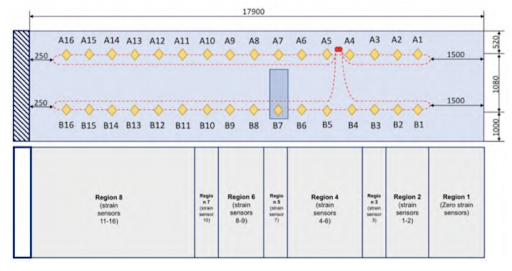 17900
A16 A15 A14 A13 A12 A11 A10 A9 A8 A7 A6 A5 A4 A3 A2 A1
520
250
1500
1080
250
1500
1000
B16 B15 B14 B13 B12 B11 B10 B9 B8 B7 B6 B5 B4 B3 B2 B1
Region 8
(strain
sensors
11-16)
Regio
n 7
(strain
sensor
10)
Region 6
(strain
sensors
8-9)
Regio
n 5
(strain
sensor
7)
Region 4
(strain
sensors
4-6)
Regio
n 3
(strain
sensor
3)
Region 2
(strain
sensors
1-2)
Region 1
(Zero strain
sensors)